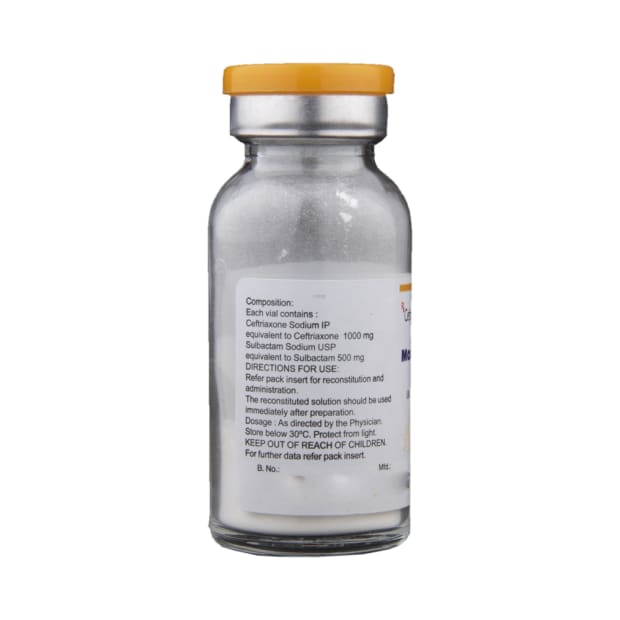 Composition:
Each vial contains :
Ceftriaxone Sodium IP
equivalent to Ceftriaxone 1000 mg
Sulbactam Sodium USP
equivalent to Sulbactam 500 mg
DIRECTIONS FOR USE:
Refer pack insert for reconstitution and
administration.
The reconstituted solution should be used
immediately after preparation.
Dosage : As directed by the Physician.
Store below 30ºC. Protect from light.
KEEP OUT OF REACH OF CHILDREN.
For further data refer pack insert.
B. No.: Mfd.: